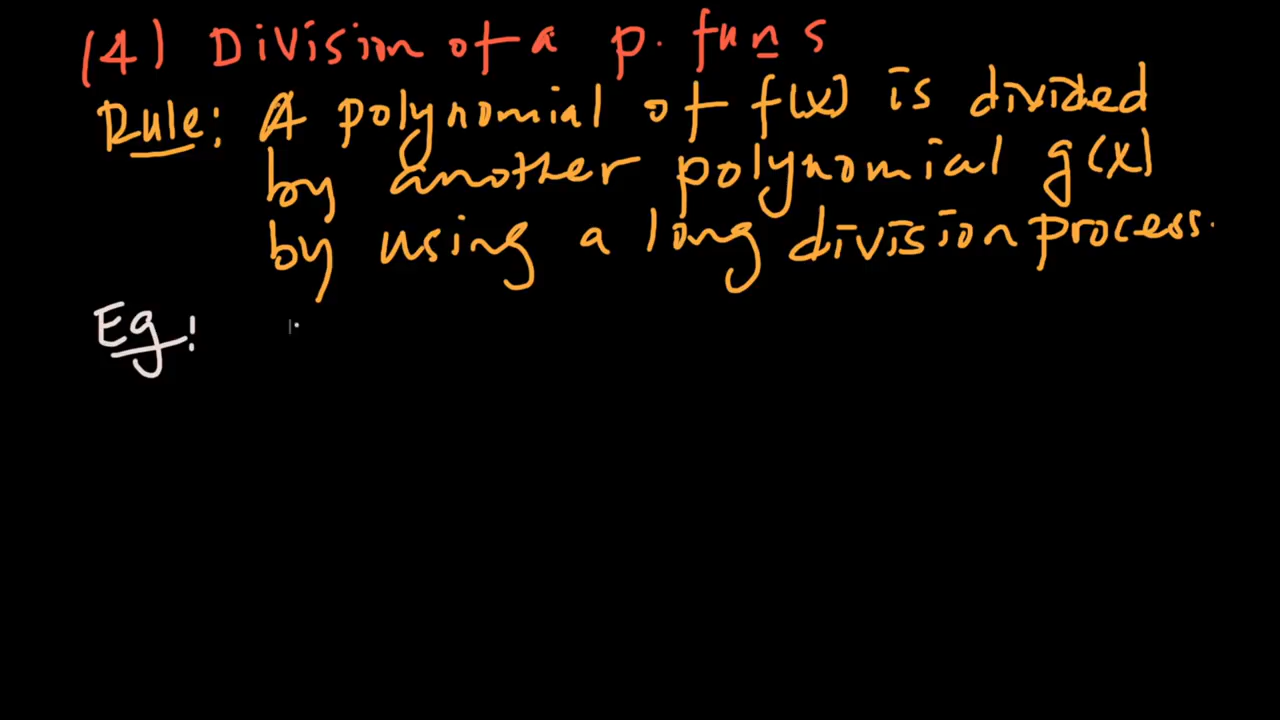 (4) Division of a p. funs
Rule: A polynomial of f(x) is divided
by another polynomial g(x)
by using a long division process.
Eg: